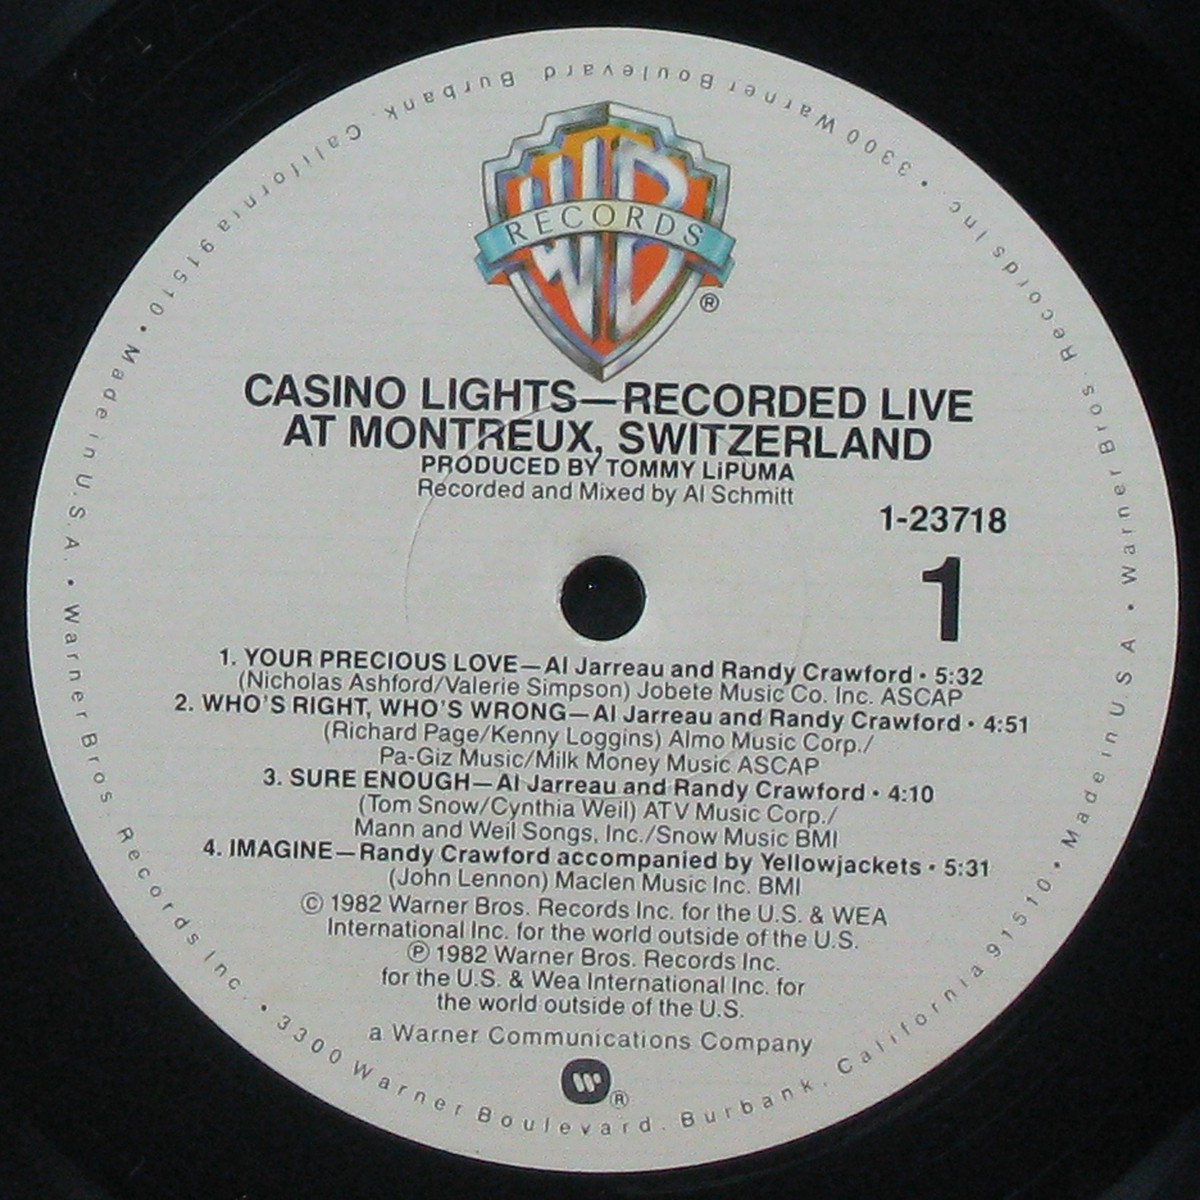 WB
RECORDS
®
CASINO LIGHTS—RECORDED LIVE
AT MONTREUX, SWITZERLAND
PRODUCED BY TOMMY LiPUMA
Recorded and Mixed by Al Schmitt
1-23718
1
1. YOUR PRECIOUS LOVE—Al Jarreau and Randy Crawford · 5:32
(Nicholas Ashford/Valerie Simpson) Jobete Music Co. Inc. ASCAP
2. WHO'S RIGHT, WHO'S WRONG—Al Jarreau and Randy Crawford · 4:51
(Richard Page/Kenny Loggins) Almo Music Corp./
Pa-Giz Music/Milk Money Music ASCAP
3. SURE ENOUGH—Al Jarreau and Randy Crawford · 4:10
(Tom Snow/Cynthia Weil) ATV Music Corp./
Mann and Weil Songs, Inc./Snow Music BMI
4. IMAGINE—Randy Crawford accompanied by Yellowjackets · 5:31
(John Lennon) Maclen Music Inc. BMI
© 1982 Warner Bros. Records Inc. for the U.S. & WEA
International Inc. for the world outside of the U.S.
℗ 1982 Warner Bros. Records Inc.
for the U.S. & Wea International Inc. for
the world outside of the U.S.
a Warner Communications Company
W ®
Warner Bros. Records Inc. • 3300 Warner Boulevard. Burbank. California 91510 • Made in U.S.A. • Warner Bros. Records Inc. • 3300 Warner Boulevard. Burbank. California 91510 • Made in U.S.A. •